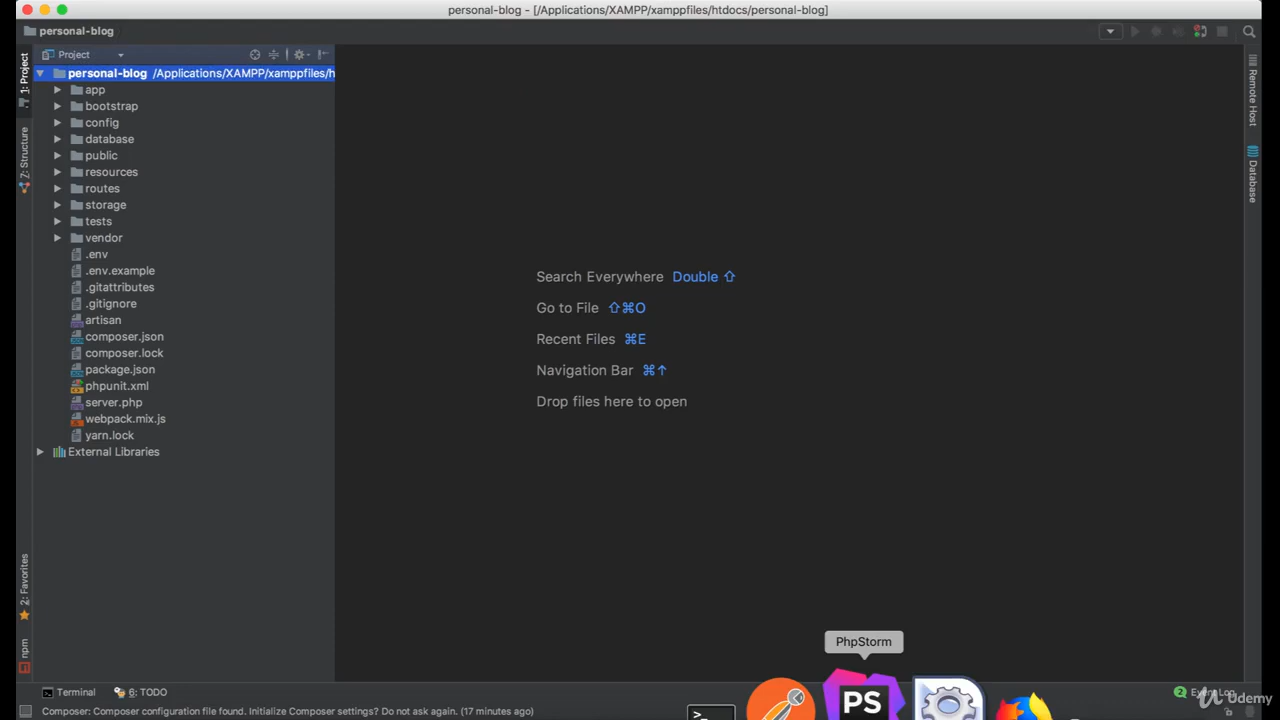 personal-blog - [/Applications/XAMPP/xamppfiles/htdocs/personal-blog]
personal-blog
Project
1: Project
personal-blog /Applications/XAMPP/xamppfiles/h
app
bootstrap
config
database
public
resources
routes
storage
tests
vendor
.env
.env.example
.gitattributes
.gitignore
artisan
composer.json
composer.lock
package.json
phpunit.xml
server.php
webpack.mix.js
yarn.lock
External Libraries
Z: Structure
2: Favorites
npm
Search Everywhere Double ⇧
Go to File ⇧⌘O
Recent Files ⌘E
Navigation Bar ⌘↑
Drop files here to open
Remote Host
Database
PhpStorm
PS
>_
Terminal
6: TODO
2
Composer: Composer configuration file found. Initialize Composer settings? Do not ask again. (17 minutes ago)
Udemy